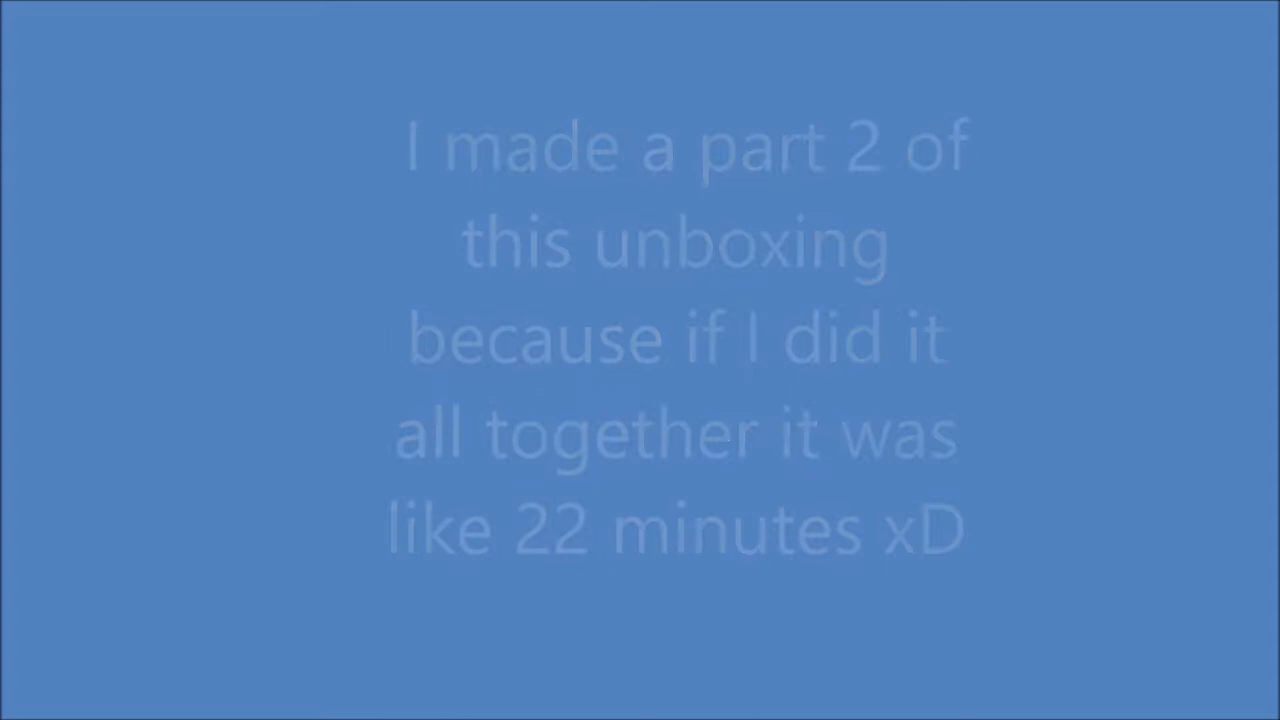 I made a part 2 of
this unboxing
because if I did it
all together it was
like 22 minutes xD